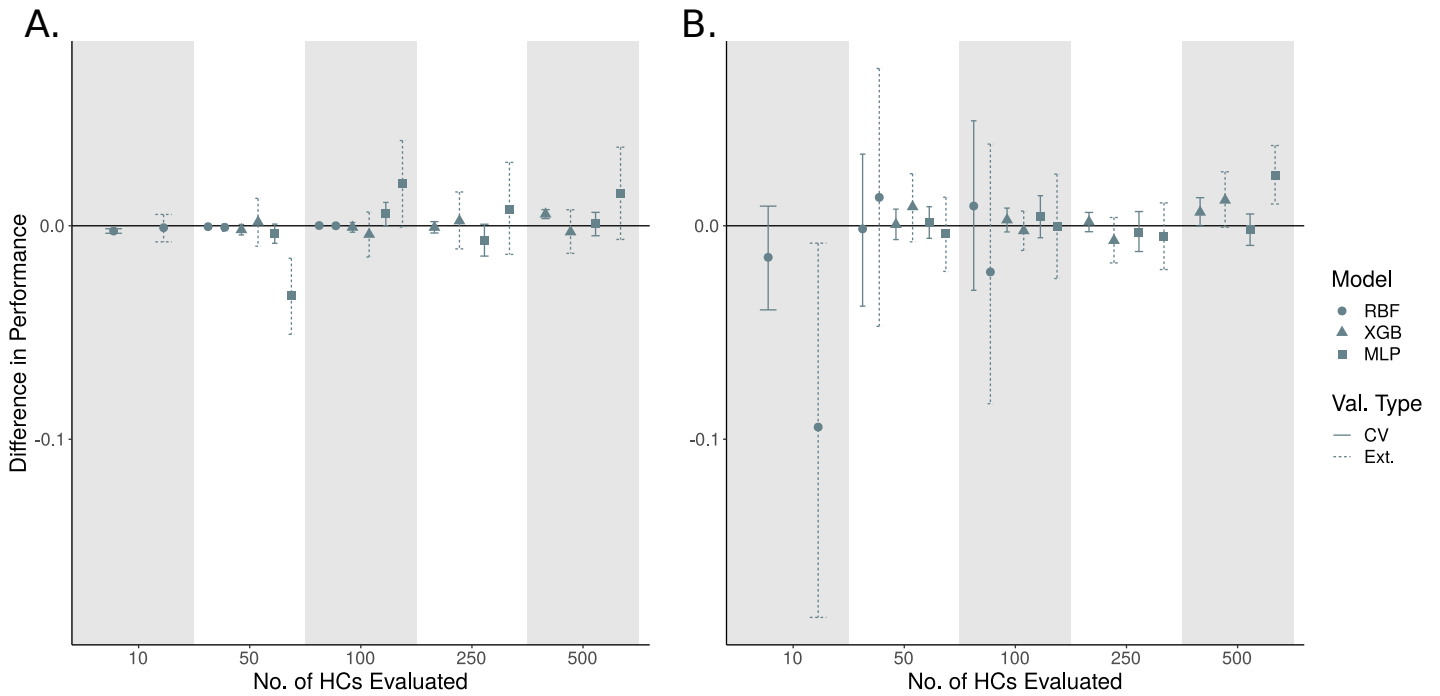 A.
B.
0.0
-0.1
Difference in Performance
10 50 100 250 500
No. of HCs Evaluated
0.0
-0.1
10 50 100 250 500
No. of HCs Evaluated
Model
RBF
XGB
MLP
Val. Type
CV
Ext.